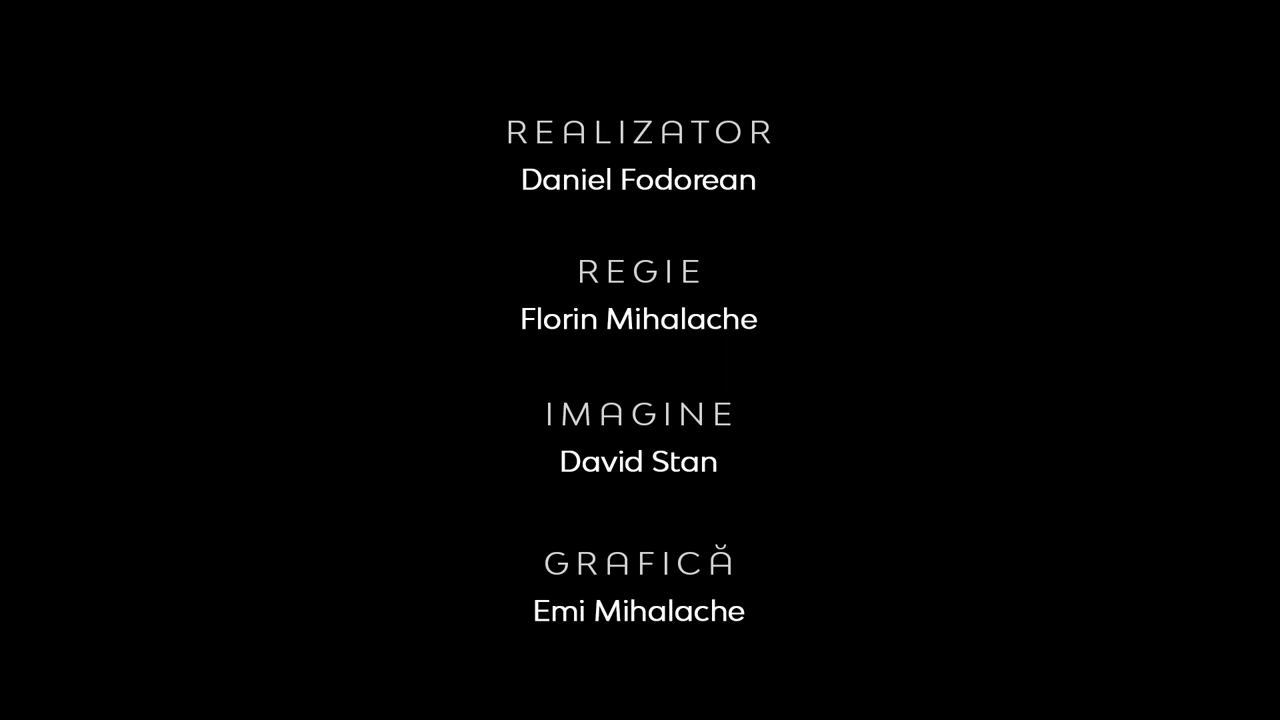 REALIZATOR
Daniel Fodorean
REGIE
Florin Mihalache
IMAGINE
David Stan
GRAFICĂ
Emi Mihalache